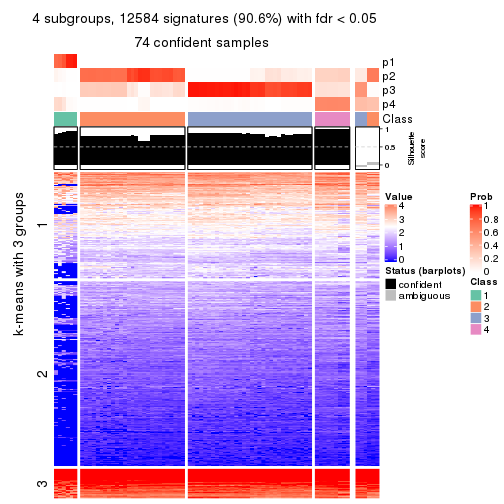 4 subgroups, 12584 signatures (90.6%) with fdr < 0.05
74 confident samples
p1
p2
p3
p4
Class
1
0.5
0
Silhouette
score
k-means with 3 groups
1
2
3
Value
4
3
2
1
0
Status (barplots)
confident
ambiguous
Prob
1
0.8
0.6
0.4
0.2
0
Class
1
2
3
4